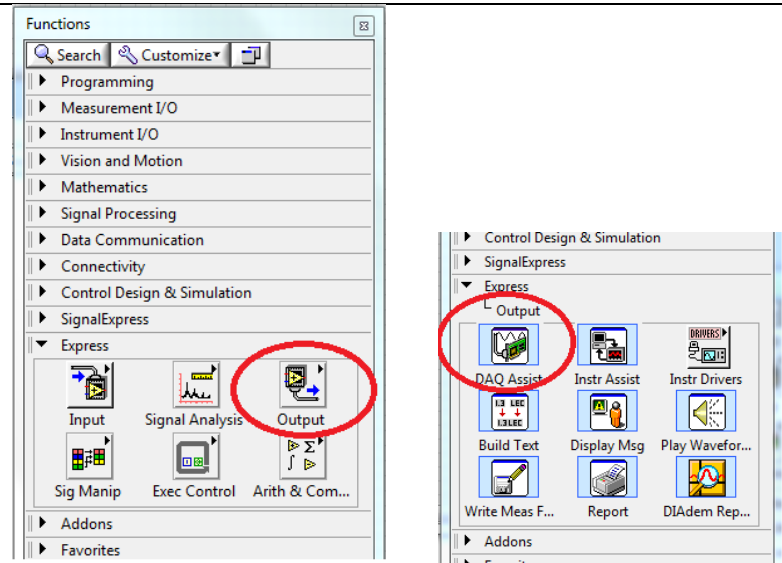 Functions
Search Customize
Programming
Measurement I/O
Instrument I/O
Vision and Motion
Mathematics
Signal Processing
Data Communication
Connectivity
Control Design & Simulation
SignalExpress
Express
Input Signal Analysis Output
Sig Manip Exec Control Arith & Com...
Addons
Favorites
Control Design & Simulation
SignalExpress
Express
Output
DRIVERS
DAQ Assist Instr Assist Instr Drivers
Build Text Display Msg Play Wavefor...
Write Meas F... Report DIAdem Rep...
Addons